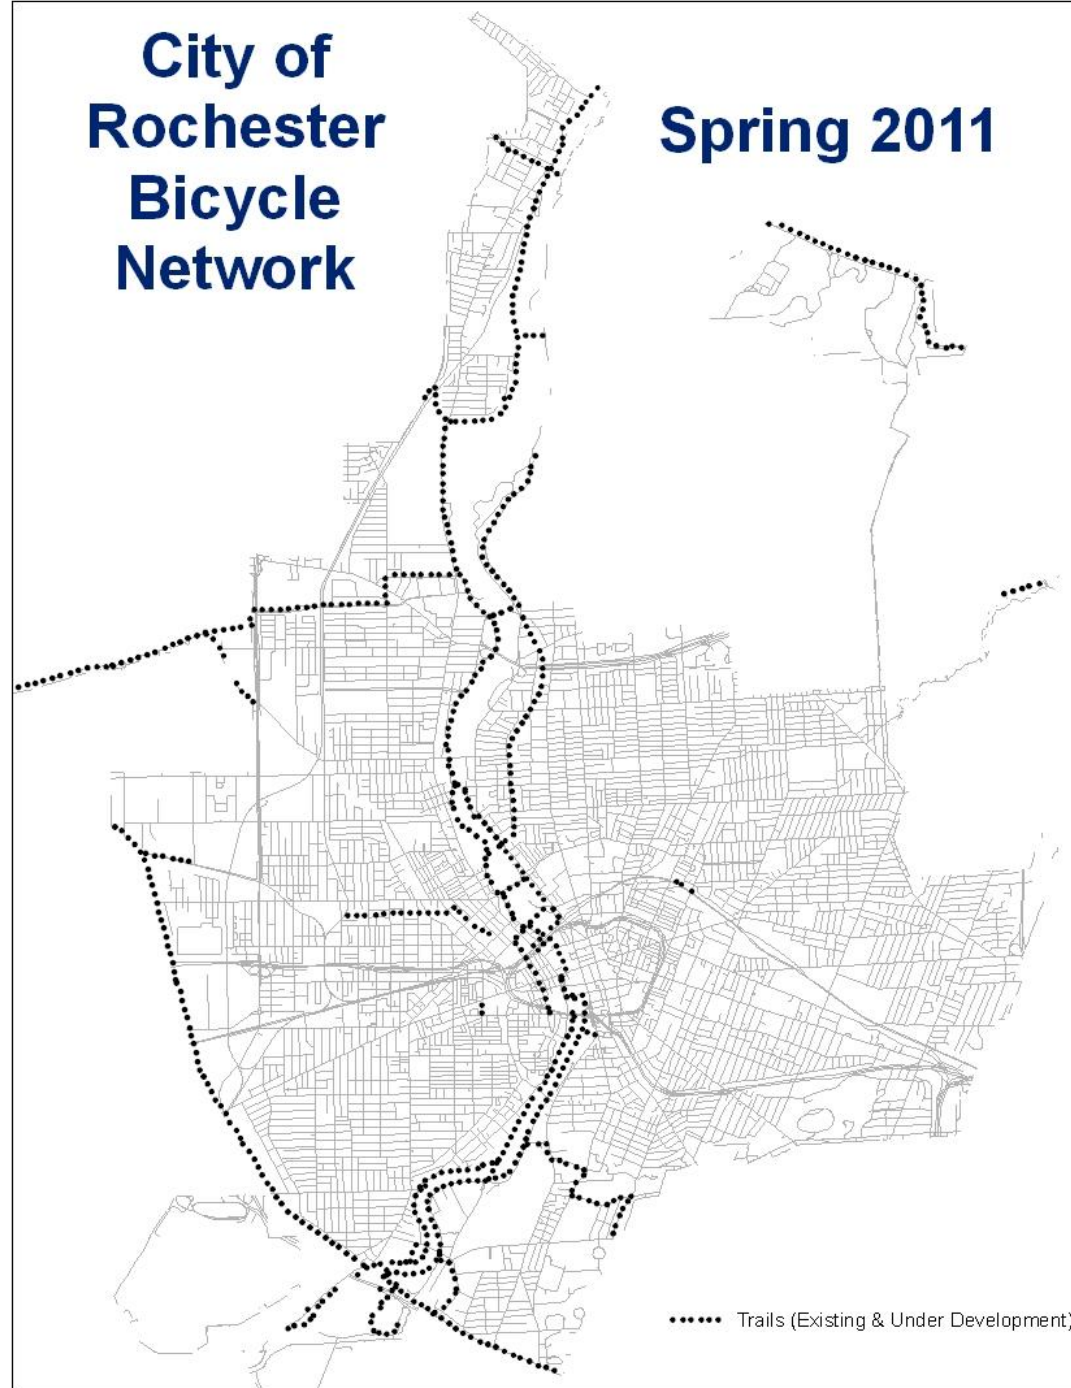 City of
Rochester
Bicycle
Network
Spring 2011
Trails (Existing & Under Development)